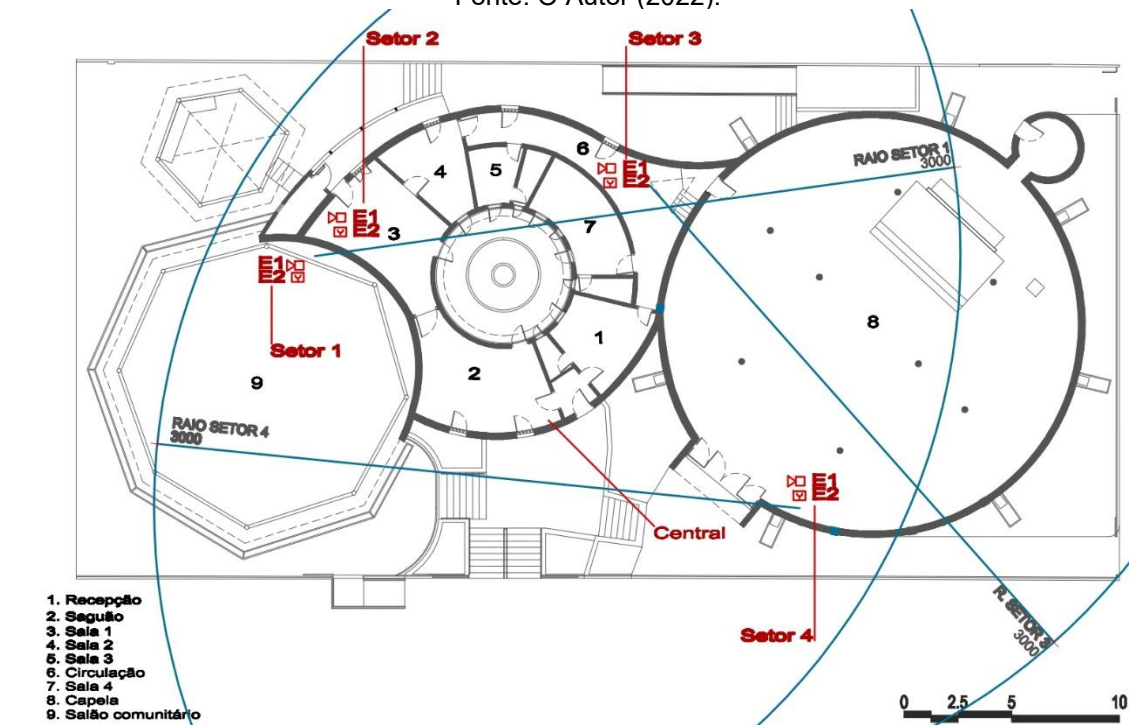 Fonte: O Autor (2022).
Setor 2
Setor 3
RAIO SETOR 1
3000
6
E1
E2
4
5
E1
E2
3
7
E1
E2
Setor 1
1
8
2
9
RAIO SETOR 4
3000
E1
E2
Central
R. SETOR 3
3000
Setor 4
1. Recepção
2. Saguão
3. Sala 1
4. Sala 2
5. Sala 3
6. Circulação
7. Sala 4
8. Capela
9. Salão comunitário
0 2.5 5 10